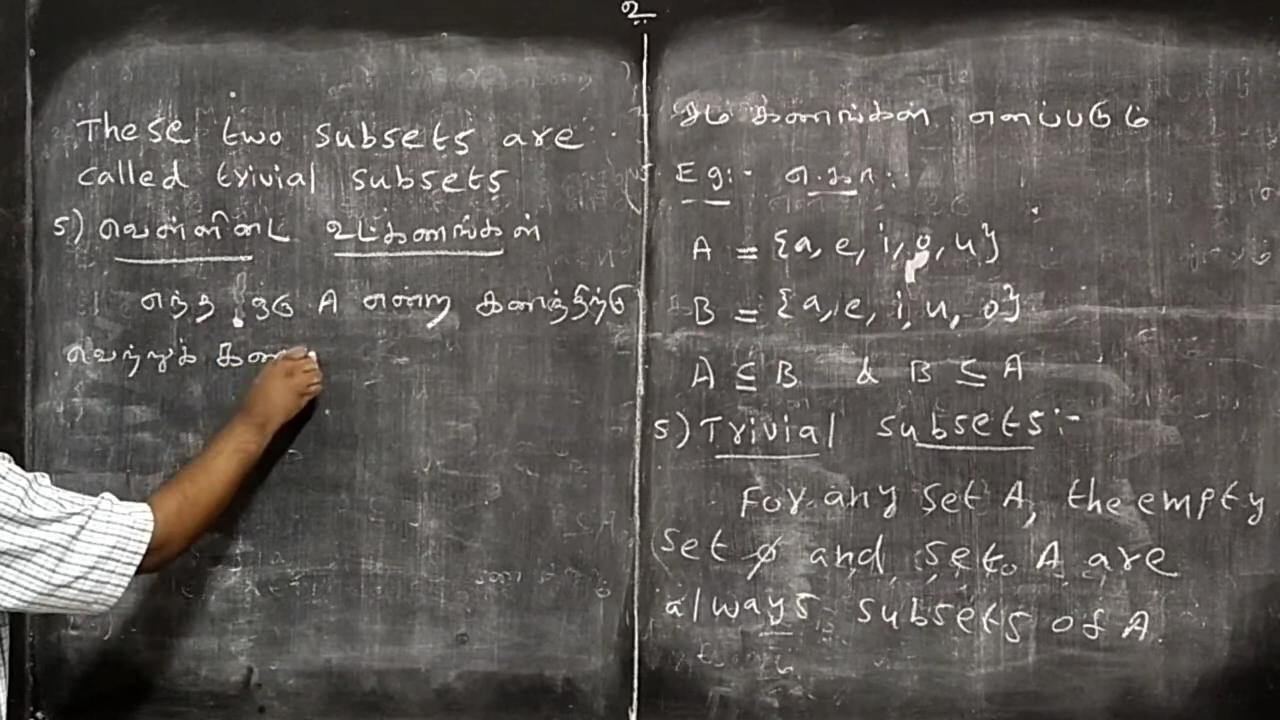 உ
These two subsets are
called trivial subsets
5) வெள்ளிடை உட்கணங்கள்
எந்த ஒரு A என்ற கணத்திற்கு
வெற்றுக் கண
சம கணங்கள் எனப்படும்
Eg:- எ.கா:-
A = {a, e, i, o, u}
B = {a, e, i, u, o}
A ⊆ B & B ⊆ A
5) Trivial subsets:-
For any set A, the empty
set ø and set A are
always subsets of A.